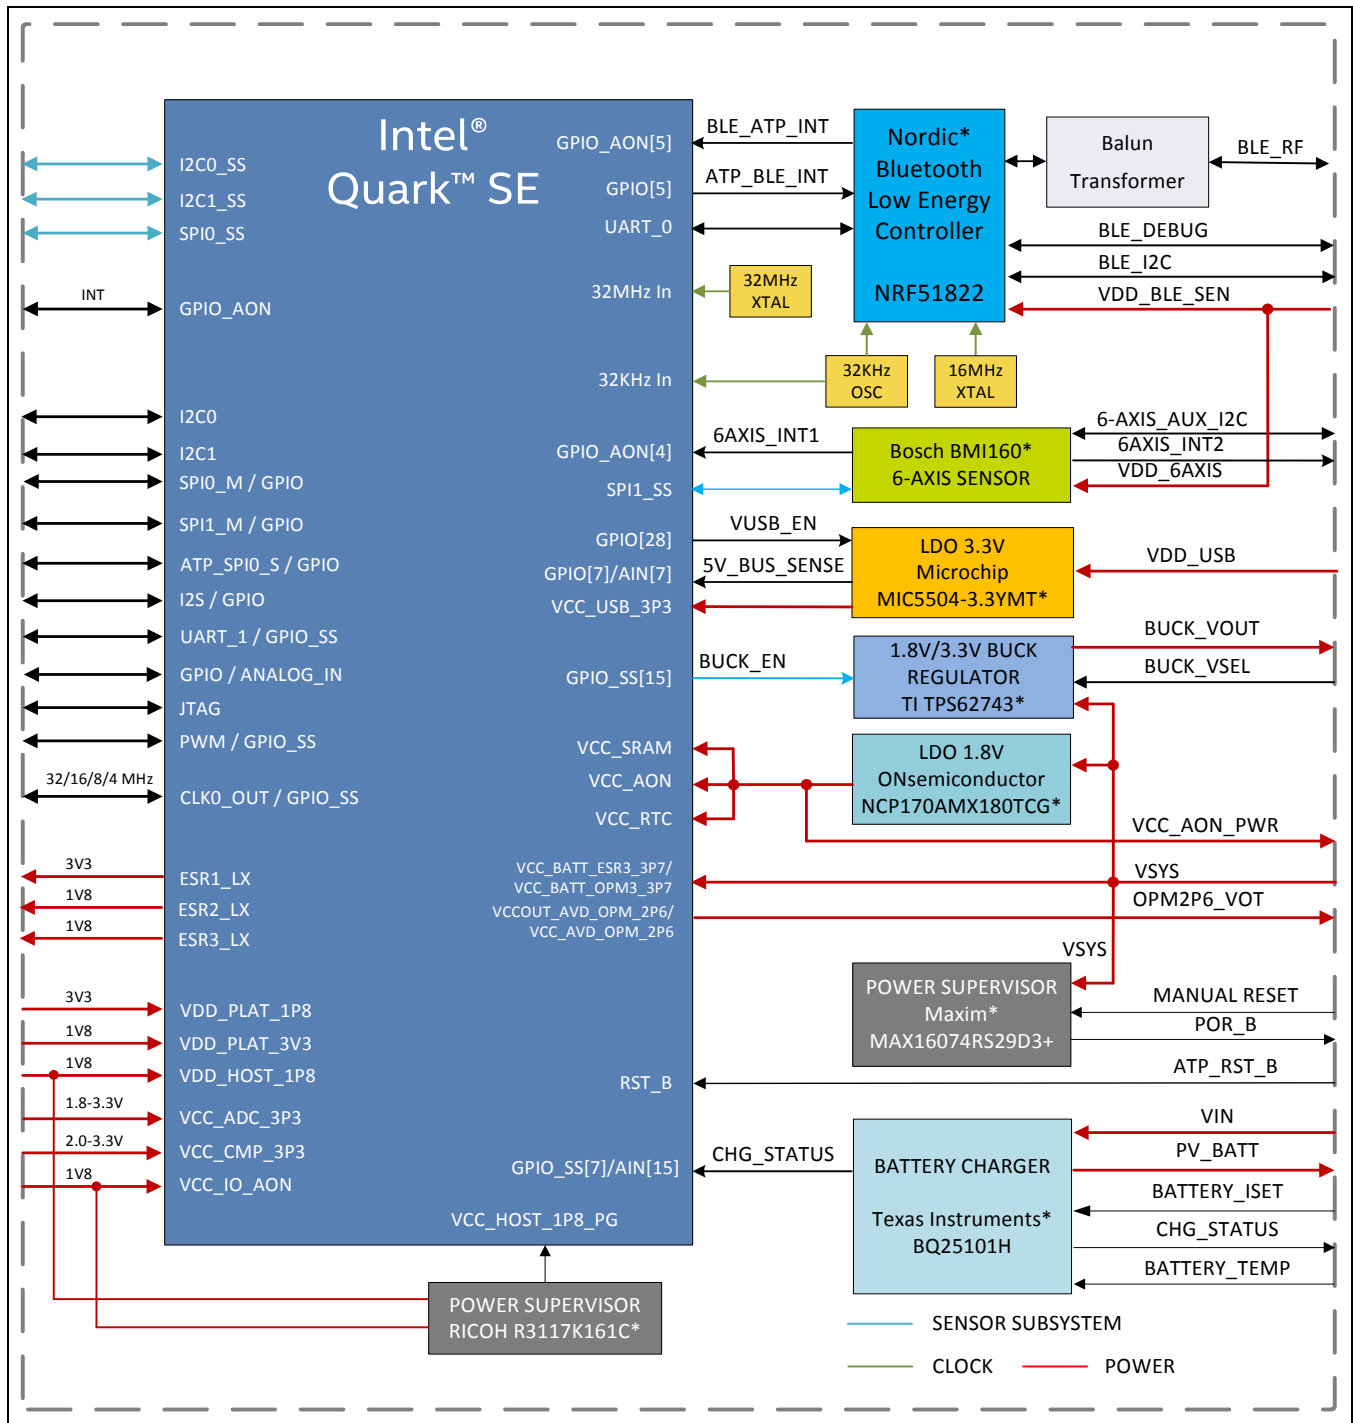 Intel®
Quark™ SE
I2C0_SS
I2C1_SS
SPI0_SS
INT
GPIO_AON
I2C0
I2C1
SPI0_M / GPIO
SPI1_M / GPIO
ATP_SPI0_S / GPIO
I2S / GPIO
UART_1 / GPIO_SS
GPIO / ANALOG_IN
JTAG
PWM / GPIO_SS
32/16/8/4 MHz
CLK0_OUT / GPIO_SS
3V3
ESR1_LX
1V8
ESR2_LX
1V8
ESR3_LX
3V3
VDD_PLAT_1P8
1V8
VDD_PLAT_3V3
1V8
VDD_HOST_1P8
1.8-3.3V
VCC_ADC_3P3
2.0-3.3V
VCC_CMP_3P3
1V8
VCC_IO_AON
GPIO_AON[5]
GPIO[5]
UART_0
32MHz In
32KHz In
GPIO_AON[4]
SPI1_SS
GPIO[28]
GPIO[7]/AIN[7]
VCC_USB_3P3
GPIO_SS[15]
VCC_SRAM
VCC_AON
VCC_RTC
VCC_BATT_ESR3_3P7/
VCC_BATT_OPM3_3P7
VCCOUT_AVD_OPM_2P6/
VCC_AVD_OPM_2P6
RST_B
GPIO_SS[7]/AIN[15]
VCC_HOST_1P8_PG
BLE_ATP_INT
ATP_BLE_INT
32MHz
XTAL
32KHz
OSC
16MHz
XTAL
6AXIS_INT1
VUSB_EN
5V_BUS_SENSE
BUCK_EN
CHG_STATUS
Nordic*
Bluetooth
Low Energy
Controller
NRF51822
Balun
Transformer
BLE_RF
BLE_DEBUG
BLE_I2C
VDD_BLE_SEN
Bosch BMI160*
6-AXIS SENSOR
6-AXIS_AUX_I2C
6AXIS_INT2
VDD_6AXIS
LDO 3.3V
Microchip
MIC5504-3.3YMT*
VDD_USB
1.8V/3.3V BUCK
REGULATOR
TI TPS62743*
BUCK_VOUT
BUCK_VSEL
LDO 1.8V
ONsemiconductor
NCP170AMX180TCG*
VCC_AON_PWR
VSYS
OPM2P6_VOT
VSYS
POWER SUPERVISOR
Maxim*
MAX16074RS29D3+
MANUAL RESET
POR_B
ATP_RST_B
BATTERY CHARGER
Texas Instruments*
BQ25101H
VIN
PV_BATT
BATTERY_ISET
CHG_STATUS
BATTERY_TEMP
POWER SUPERVISOR
RICOH R3117K161C*
SENSOR SUBSYSTEM
CLOCK
POWER